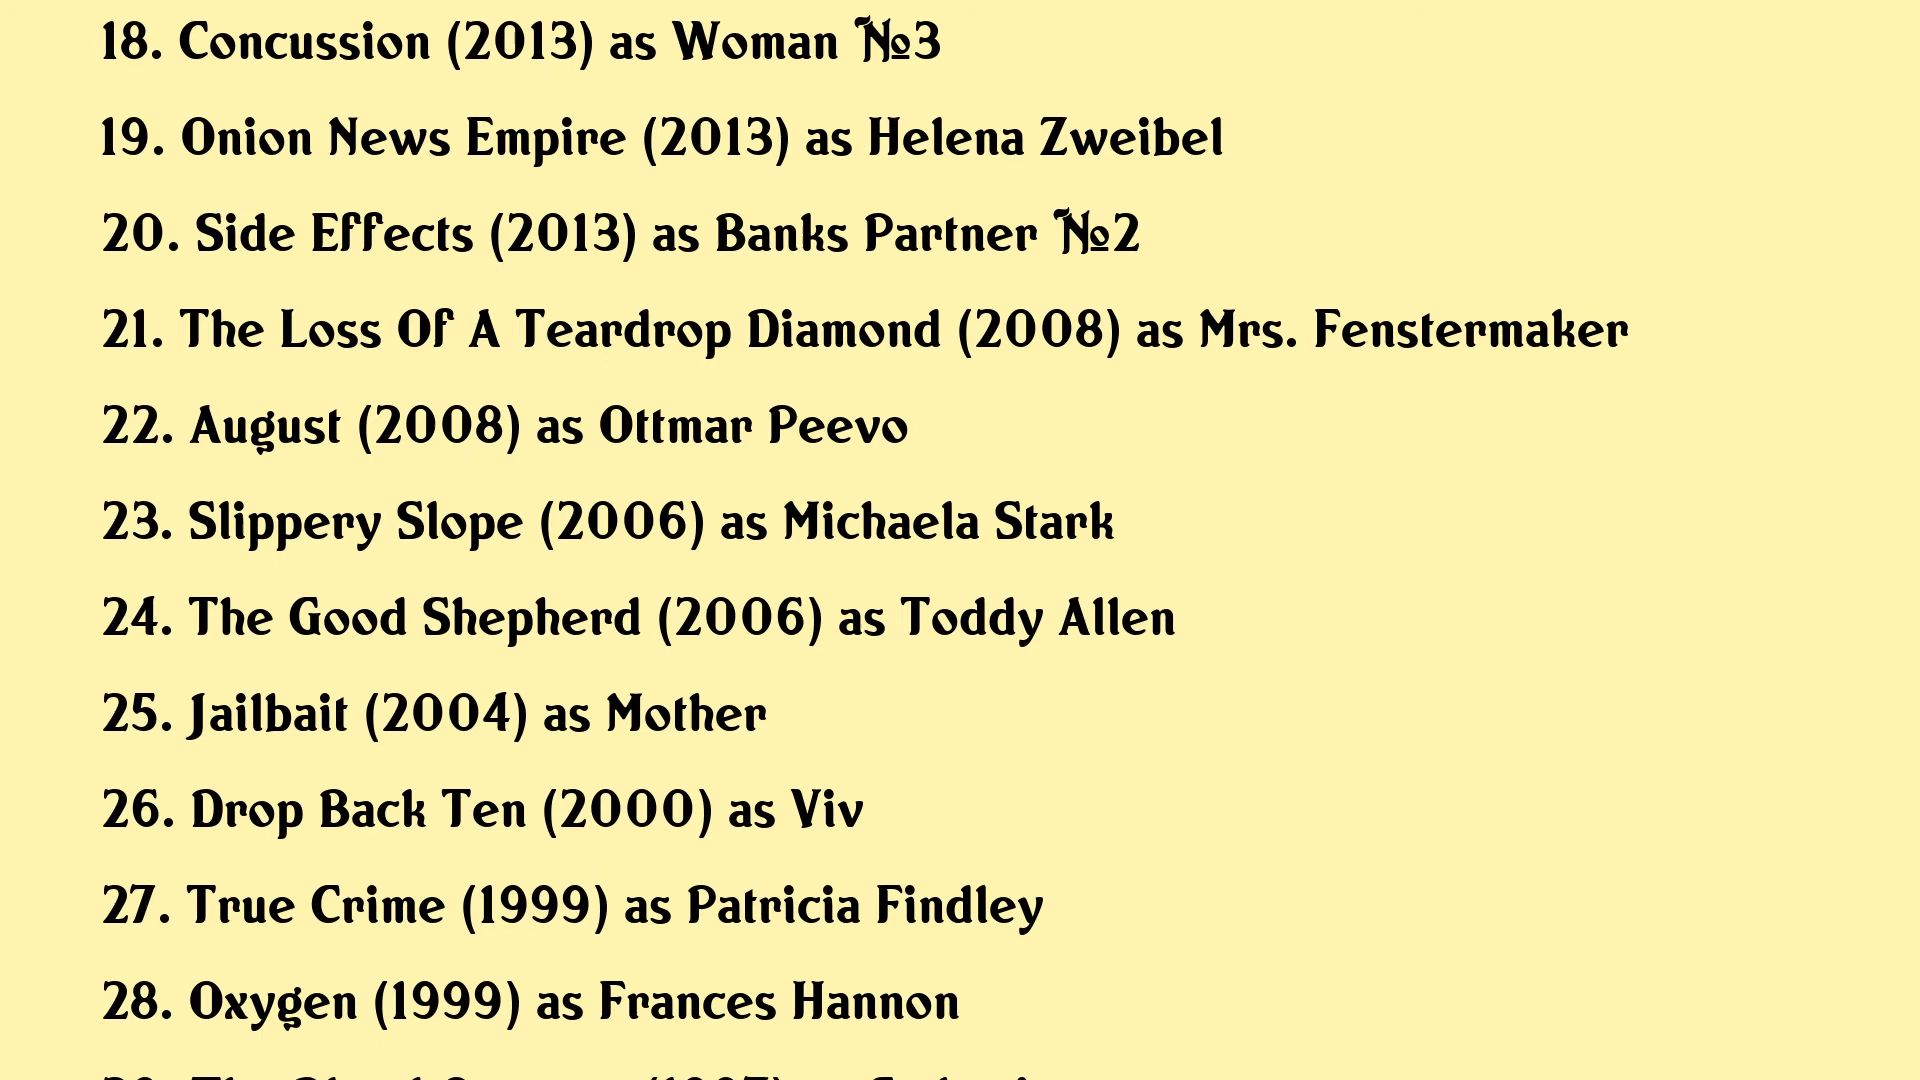 18. Concussion (2013) as Woman №3
19. Onion News Empire (2013) as Helena Zweibel
20. Side Effects (2013) as Banks Partner №2
21. The Loss Of A Teardrop Diamond (2008) as Mrs. Fenstermaker
22. August (2008) as Ottmar Peevo
23. Slippery Slope (2006) as Michaela Stark
24. The Good Shepherd (2006) as Toddy Allen
25. Jailbait (2004) as Mother
26. Drop Back Ten (2000) as Viv
27. True Crime (1999) as Patricia Findley
28. Oxygen (1999) as Frances Hannon